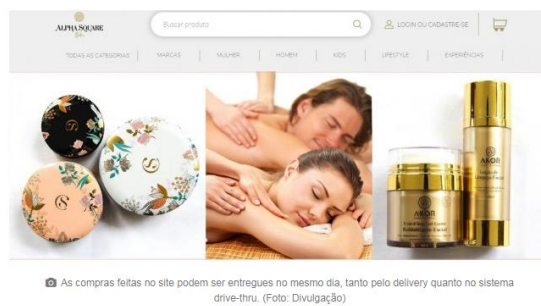 ALPHA SQUARE
Buscar produto
LOGIN OU CADASTRE-SE
TODAS AS CATEGORIAS
MARCAS
MULHER
HOMEM
KIDS
LIFESTYLE
EXPERIÊNCIAS
AKOR
AKOR
As compras feitas no site podem ser entregues no mesmo dia, tanto pelo delivery quanto no sistema
drive-thru. (Foto: Divulgação)